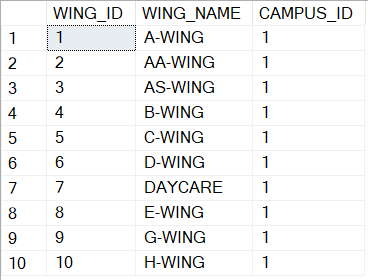 WING_ID WING_NAME CAMPUS_ID
1 1 A-WING 1
2 2 AA-WING 1
3 3 AS-WING 1
4 4 B-WING 1
5 5 C-WING 1
6 6 D-WING 1
7 7 DAYCARE 1
8 8 E-WING 1
9 9 G-WING 1
10 10 H-WING 1